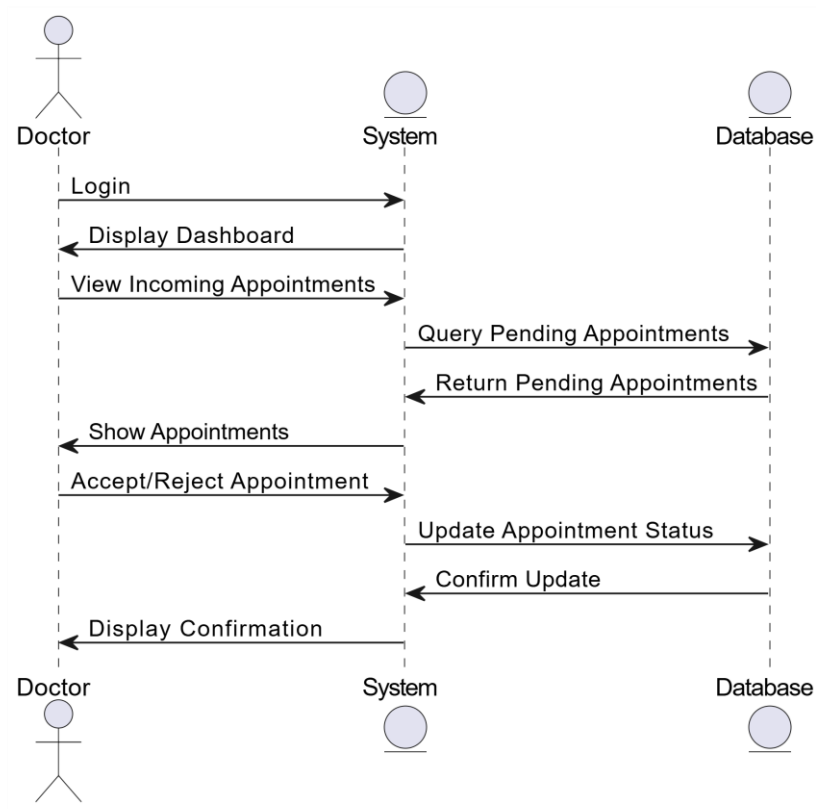 Doctor
System
Database
Login
Display Dashboard
View Incoming Appointments
Query Pending Appointments
Return Pending Appointments
Show Appointments
Accept/Reject Appointment
Update Appointment Status
Confirm Update
Display Confirmation
Doctor
System
Database